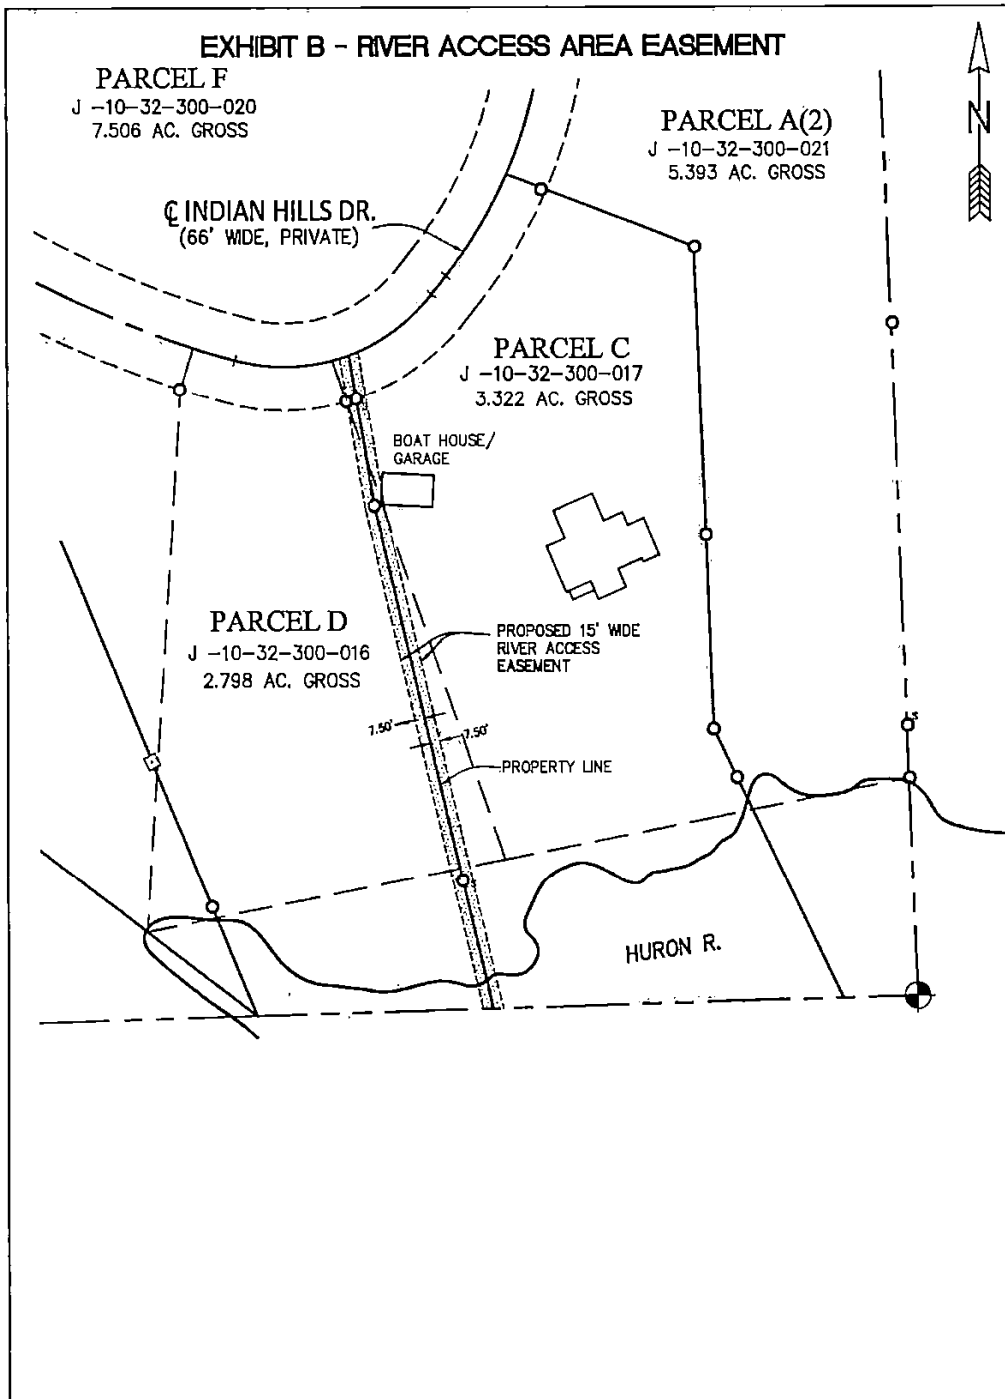 EXHIBIT B - RIVER ACCESS AREA EASEMENT
PARCEL F
J -10-32-300-020
7.506 AC. GROSS
PARCEL A(2)
J -10-32-300-021
5.393 AC. GROSS
N
℄ INDIAN HILLS DR.
(66' WIDE, PRIVATE)
PARCEL C
J -10-32-300-017
3.322 AC. GROSS
BOAT HOUSE/
GARAGE
PARCEL D
J -10-32-300-016
2.798 AC. GROSS
PROPOSED 15' WIDE
RIVER ACCESS
EASEMENT
7.50'
7.50'
PROPERTY LINE
S
HURON R.